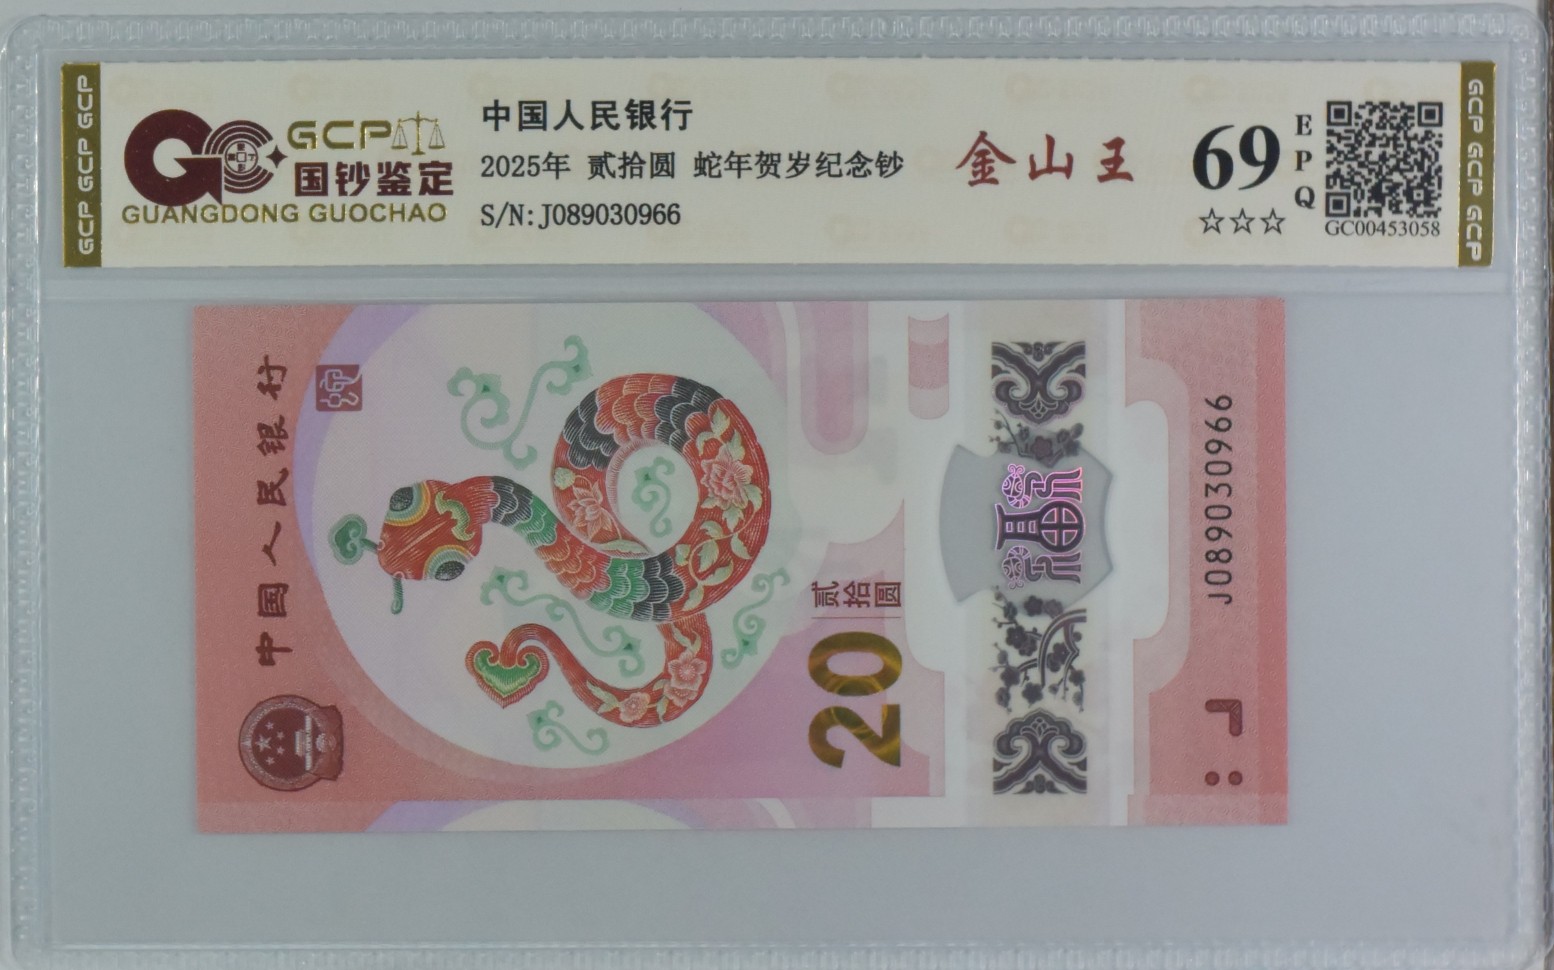 GCP GCP GCP
GCP
国钞鉴定
GUANGDONG GUOCHAO
中国人民银行
2025年 贰拾圆 蛇年贺岁纪念钞
S/N:J089030966
金山王
69
EPQ
☆☆☆
GC00453058
GCP GCP GCP
中国人民银行
贰拾圆
20
J089030966